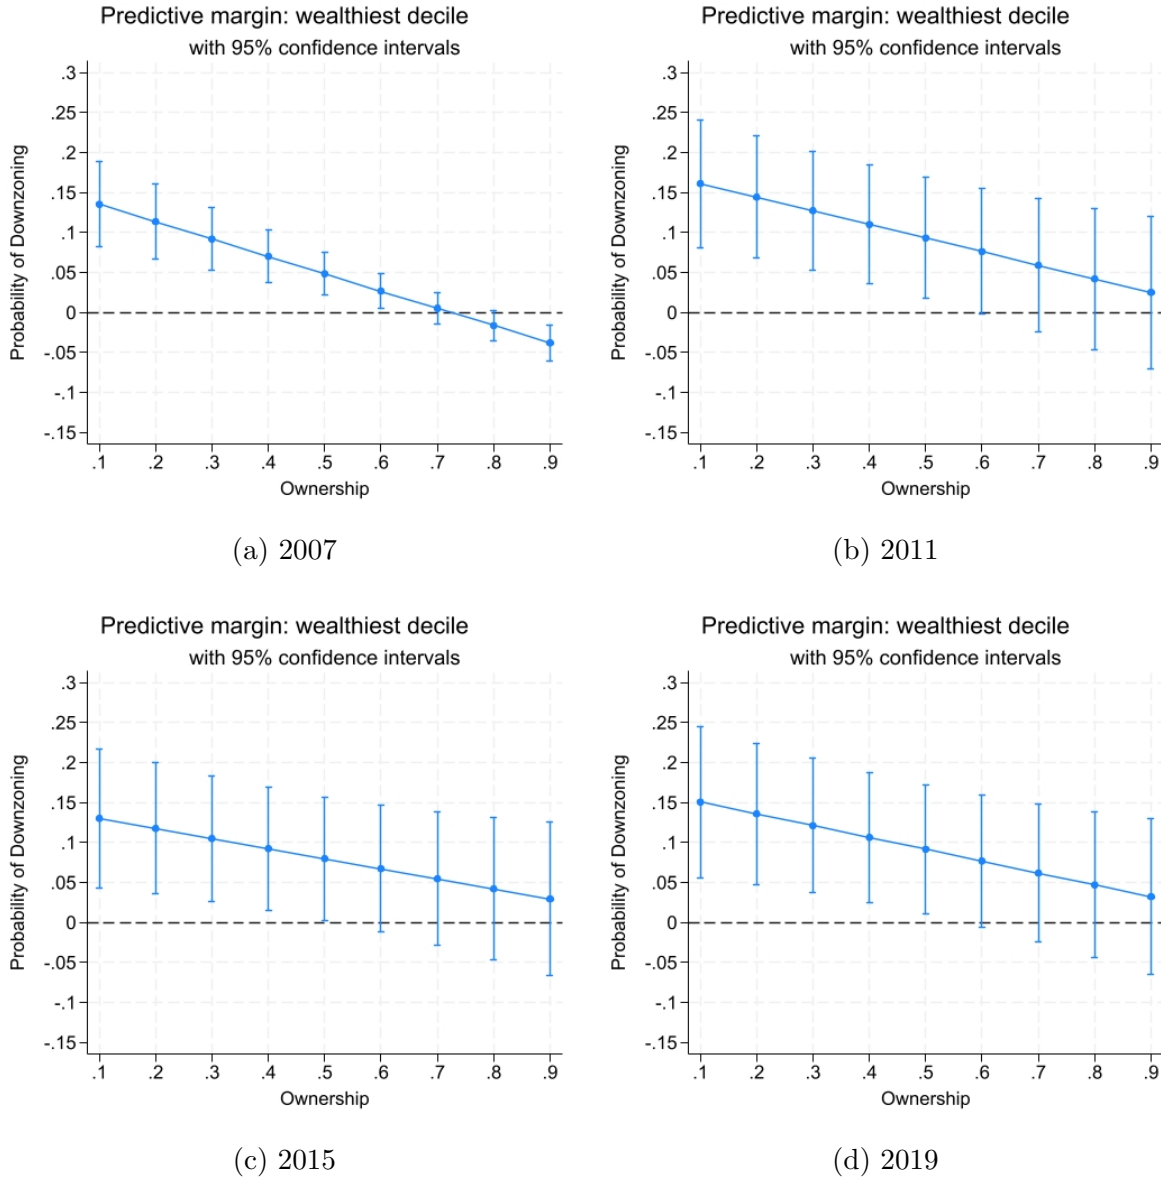 Predictive margin: wealthiest decile
with 95% confidence intervals
Probability of Downzoning
.3
.25
.2
.15
.1
.05
0
-.05
-.1
-.15
.1 .2 .3 .4 .5 .6 .7 .8 .9
Ownership
(a) 2007
Predictive margin: wealthiest decile
with 95% confidence intervals
Probability of Downzoning
.3
.25
.2
.15
.1
.05
0
-.05
-.1
-.15
.1 .2 .3 .4 .5 .6 .7 .8 .9
Ownership
(b) 2011
Predictive margin: wealthiest decile
with 95% confidence intervals
Probability of Downzoning
.3
.25
.2
.15
.1
.05
0
-.05
-.1
-.15
.1 .2 .3 .4 .5 .6 .7 .8 .9
Ownership
(c) 2015
Predictive margin: wealthiest decile
with 95% confidence intervals
Probability of Downzoning
.3
.25
.2
.15
.1
.05
0
-.05
-.1
-.15
.1 .2 .3 .4 .5 .6 .7 .8 .9
Ownership
(d) 2019